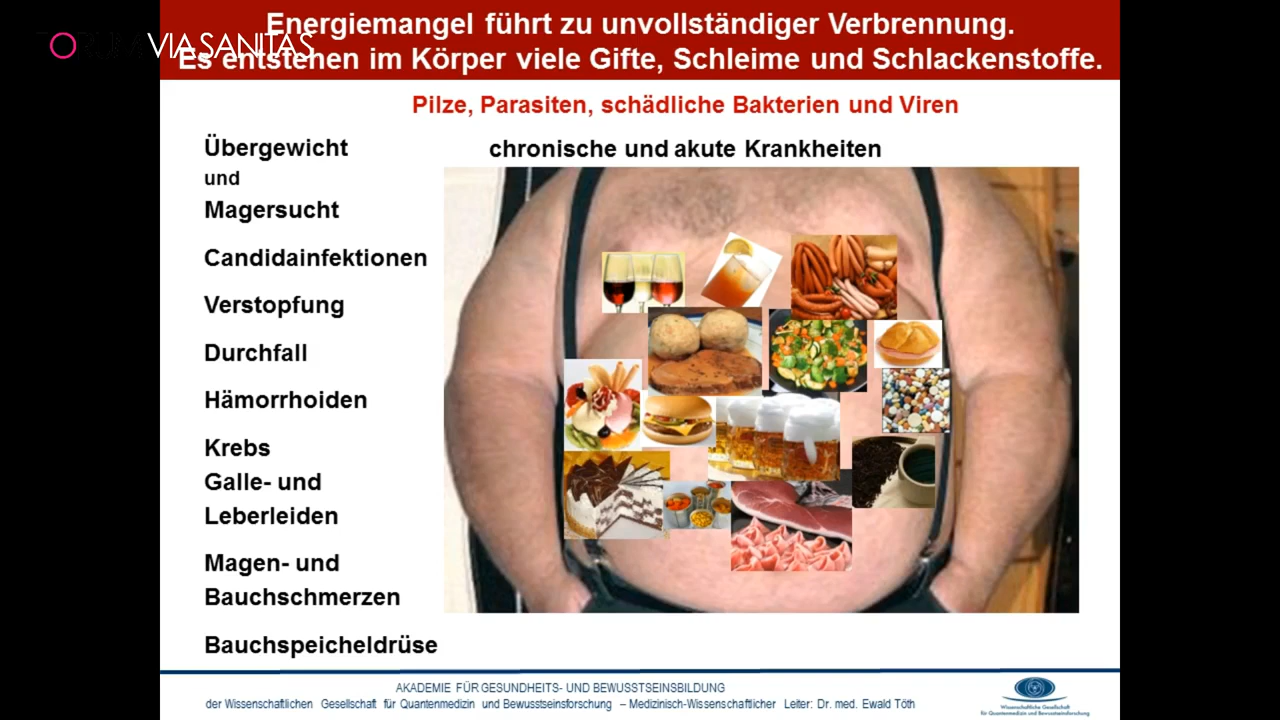 Energiemangel führt zu unvollständiger Verbrennung.
VIA SANITAS
Es entstehen im Körper viele Gifte, Schleime und Schlackenstoffe.
Pilze, Parasiten, schädliche Bakterien und Viren
Übergewicht
chronische und akute Krankheiten
und
Magersucht
Candidainfektionen
Verstopfung
Durchfall
Hämorrhoiden
Krebs
Galle- und
Leberleiden
Magen- und
Bauchschmerzen
Bauchspeicheldrüse
AKADEMIE FÜR GESUNDHEITS- UND BEWUSSTSEINSBILDUNG
der Wissenschaftlichen Gesellschaft für Quantenmedizin und Bewusstseinsforschung – Medizinisch-Wissenschaftlicher Leiter: Dr. med. Ewald Töth
Wissenschaftliche Gesellschaft
für Quantenmedizin und Bewusstseinsforschung